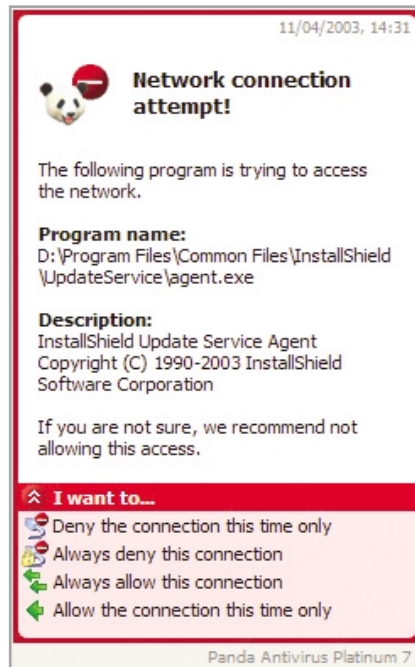 11/04/2003, 14:31
Network connection
attempt!
The following program is trying to access
the network.
Program name:
D:\Program Files\Common Files\InstallShield
\UpdateService\agent.exe
Description:
InstallShield Update Service Agent
Copyright (C) 1990-2003 InstallShield
Software Corporation
If you are not sure, we recommend not
allowing this access.
I want to...
Deny the connection this time only
Always deny this connection
Always allow this connection
Allow the connection this time only
Panda Antivirus Platinum 7